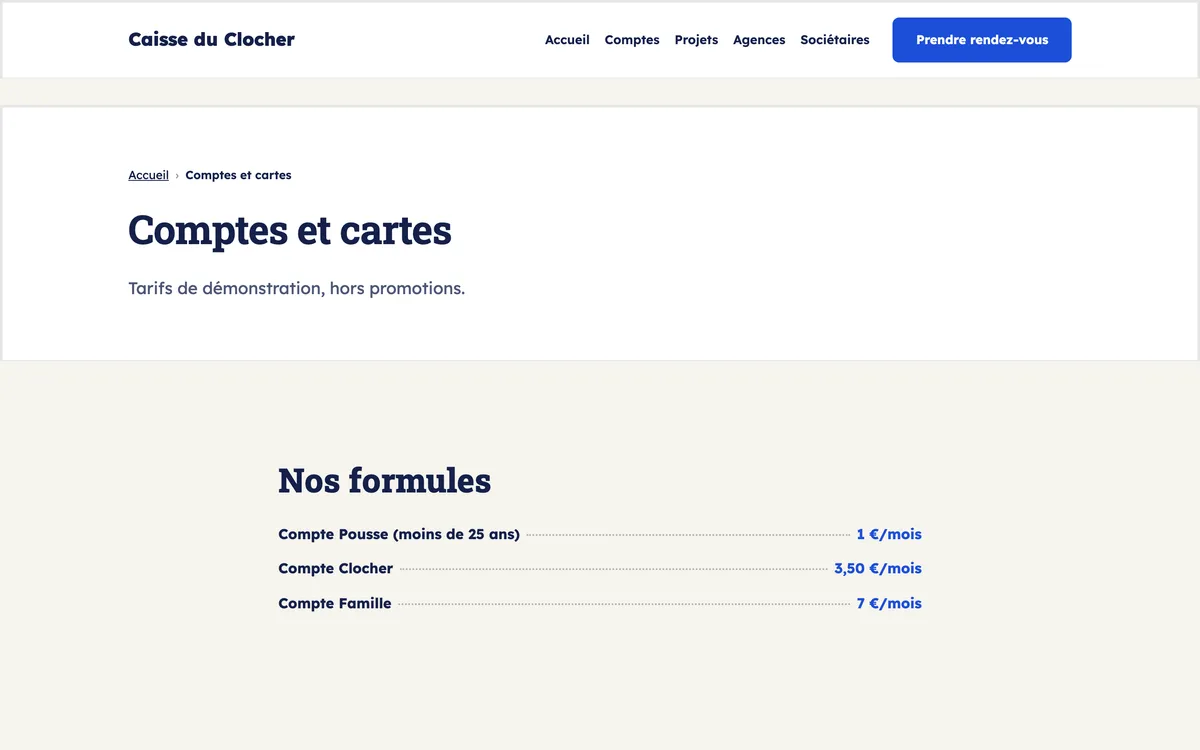 Caisse du Clocher
Accueil Comptes Projets Agences Sociétaires Prendre rendez-vous
Accueil › Comptes et cartes
Comptes et cartes
Tarifs de démonstration, hors promotions.
Nos formules
Compte Pousse (moins de 25 ans) 1 €/mois
Compte Clocher 3,50 €/mois
Compte Famille 7 €/mois